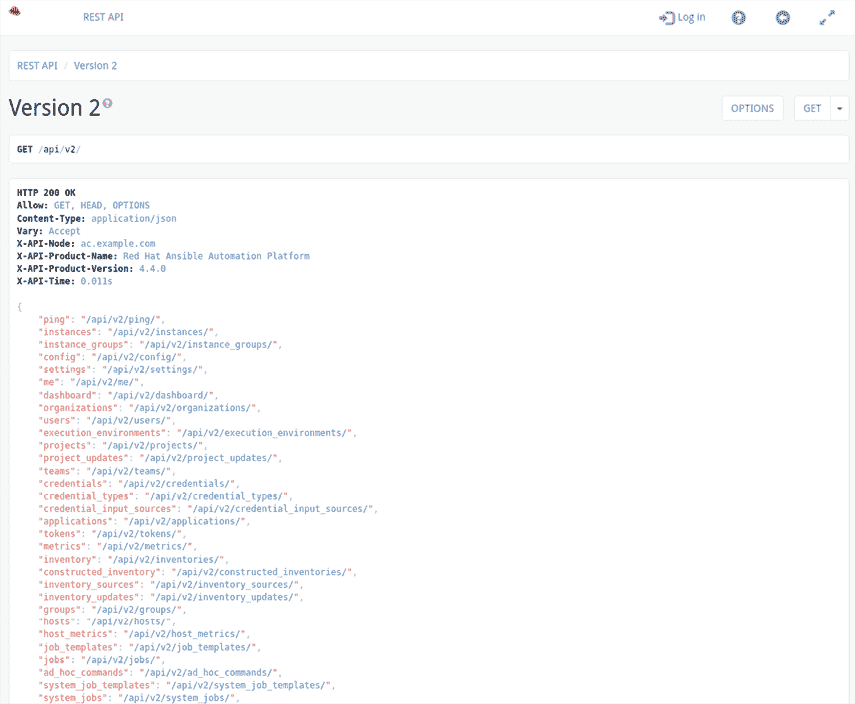 REST API
Log in
REST API / Version 2
Version 2
OPTIONS
GET
GET /api/v2/
HTTP 200 OK
Allow: GET, HEAD, OPTIONS
Content-Type: application/json
Vary: Accept
X-API-Node: ac.example.com
X-API-Product-Name: Red Hat Ansible Automation Platform
X-API-Product-Version: 4.4.0
X-API-Time: 0.011s
{
"ping": "/api/v2/ping/",
"instances": "/api/v2/instances/",
"instance_groups": "/api/v2/instance_groups/",
"config": "/api/v2/config/",
"settings": "/api/v2/settings/",
"me": "/api/v2/me/",
"dashboard": "/api/v2/dashboard/",
"organizations": "/api/v2/organizations/",
"users": "/api/v2/users/",
"execution_environments": "/api/v2/execution_environments/",
"projects": "/api/v2/projects/",
"project_updates": "/api/v2/project_updates/",
"teams": "/api/v2/teams/",
"credentials": "/api/v2/credentials/",
"credential_types": "/api/v2/credential_types/",
"credential_input_sources": "/api/v2/credential_input_sources/",
"applications": "/api/v2/applications/",
"tokens": "/api/v2/tokens/",
"metrics": "/api/v2/metrics/",
"inventory": "/api/v2/inventories/",
"constructed_inventory": "/api/v2/constructed_inventories/",
"inventory_sources": "/api/v2/inventory_sources/",
"inventory_updates": "/api/v2/inventory_updates/",
"groups": "/api/v2/groups/",
"hosts": "/api/v2/hosts/",
"host_metrics": "/api/v2/host_metrics/",
"job_templates": "/api/v2/job_templates/",
"jobs": "/api/v2/jobs/",
"ad_hoc_commands": "/api/v2/ad_hoc_commands/",
"system_job_templates": "/api/v2/system_job_templates/",
"system_jobs": "/api/v2/system_jobs/",